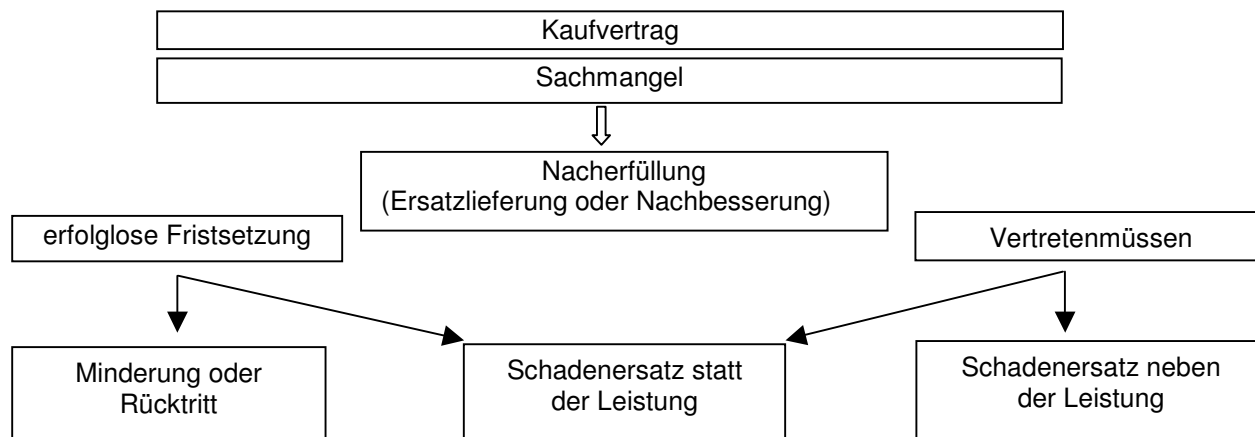 Kaufvertrag
Sachmangel
Nacherfüllung
(Ersatzlieferung oder Nachbesserung)
erfolglose Fristsetzung
Vertretenmüssen
Minderung oder
Rücktritt
Schadenersatz statt
der Leistung
Schadenersatz neben
der Leistung